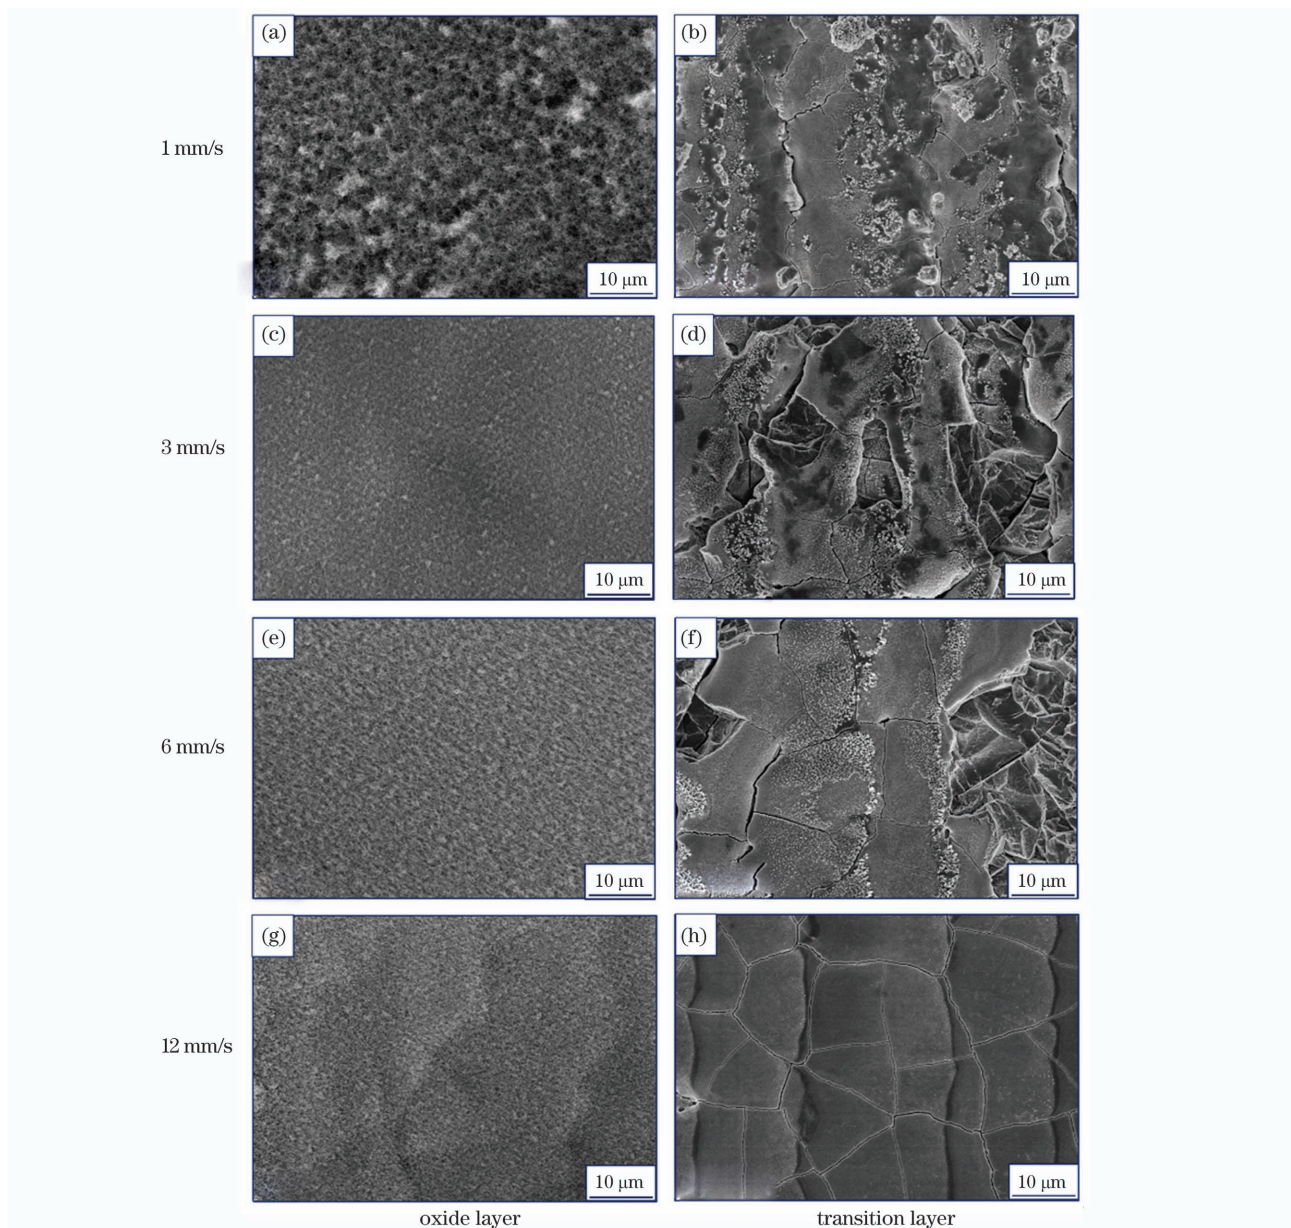 (a)
(b)
1 mm/s
10 μm
10 μm
(c)
(d)
3 mm/s
10 μm
10 μm
(e)
(f)
6 mm/s
10 μm
10 μm
(g)
(h)
12 mm/s
10 μm
10 μm
oxide layer
transition layer